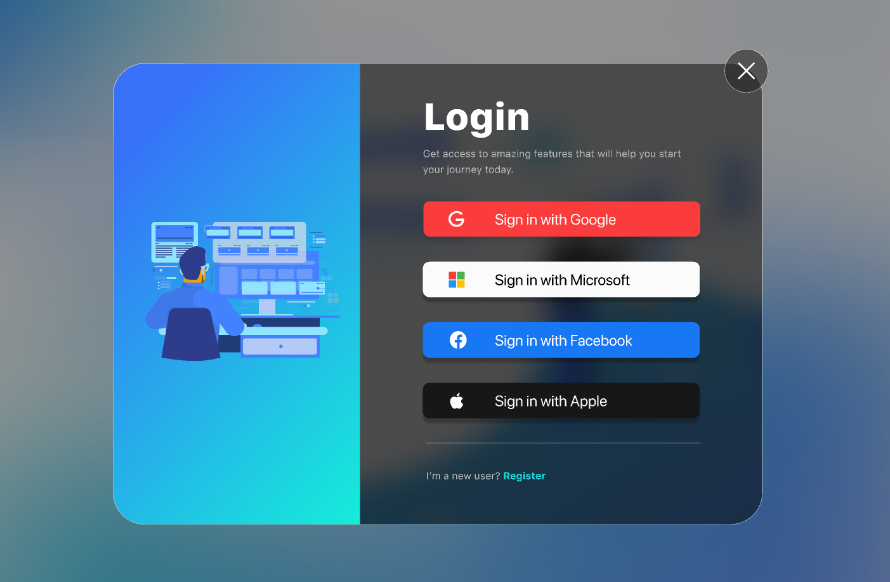 Login
Get access to amazing features that will help you start
your journey today.
Sign in with Google
Sign in with Microsoft
Sign in with Facebook
Sign in with Apple
I'm a new user? Register